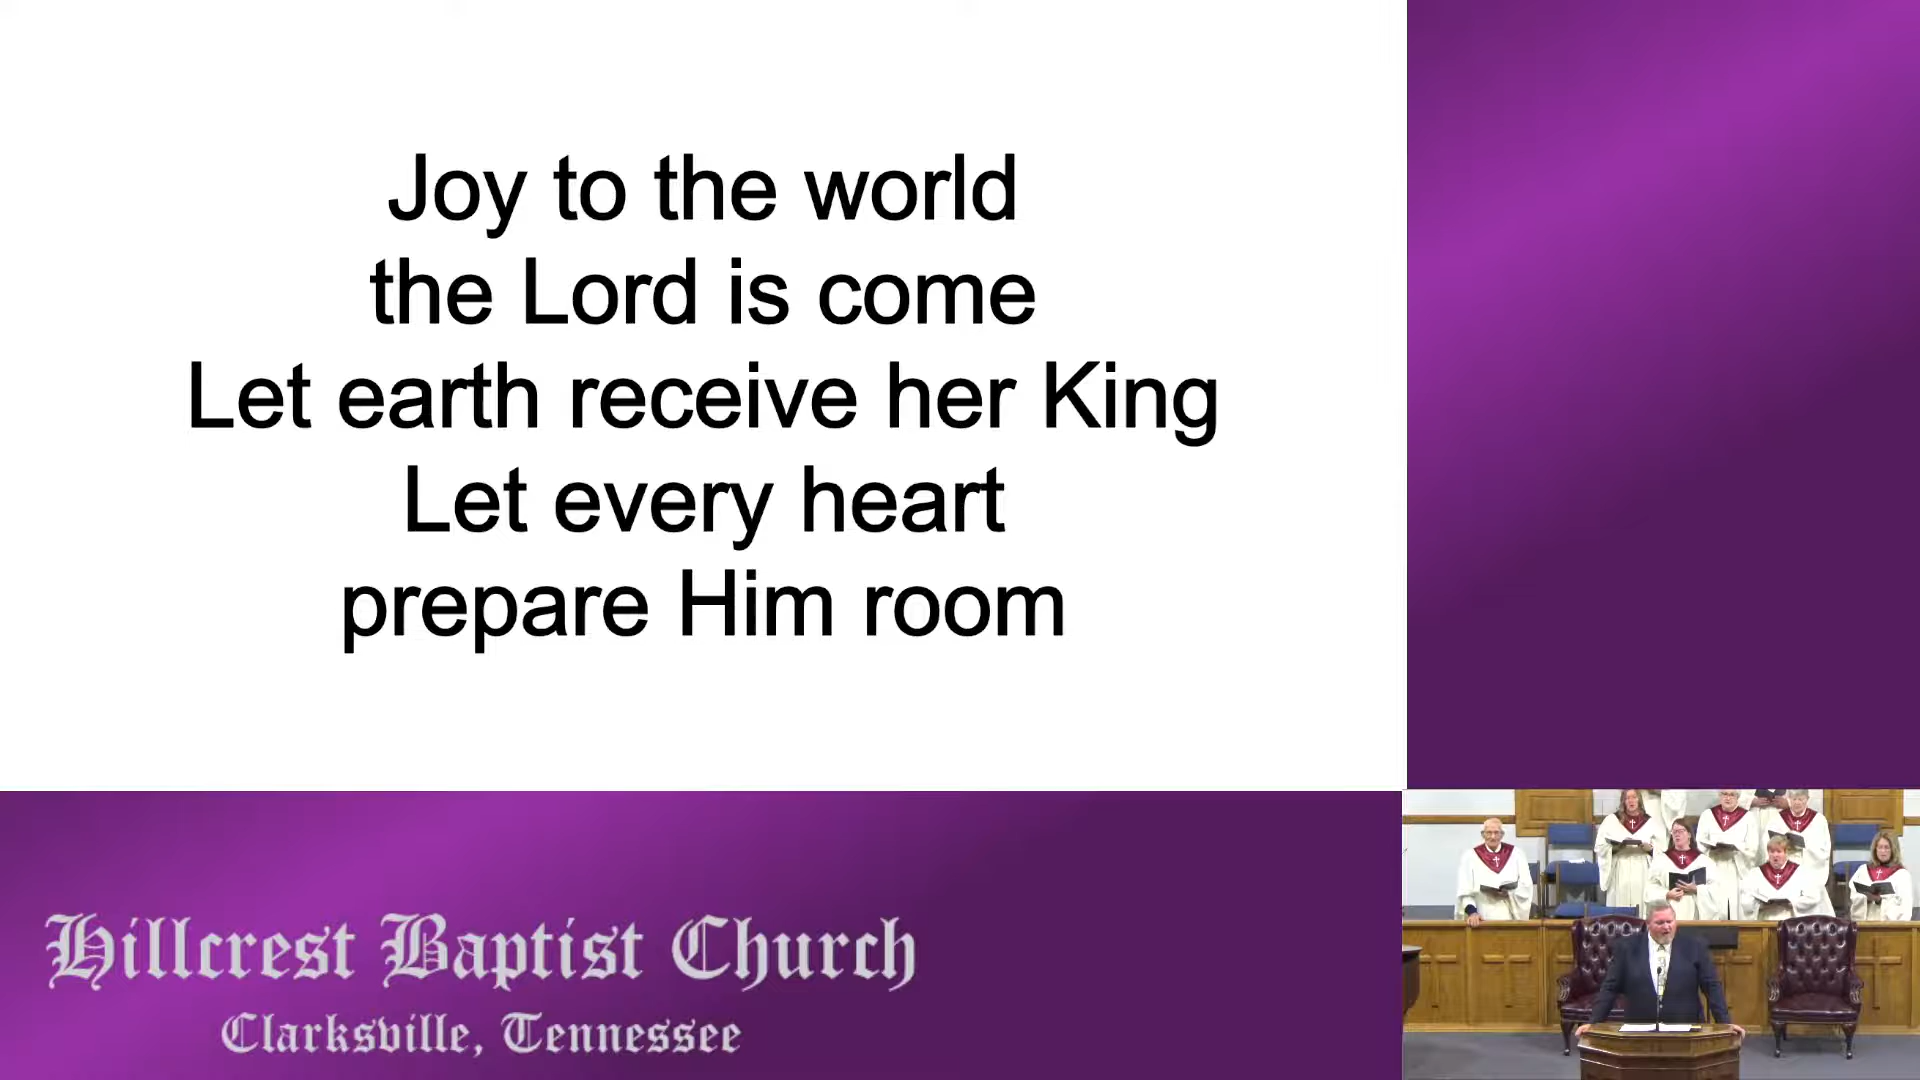 Joy to the world
the Lord is come
Let earth receive her King
Let every heart
prepare Him room
Hillcrest Baptist Church
Clarksville, Tennessee